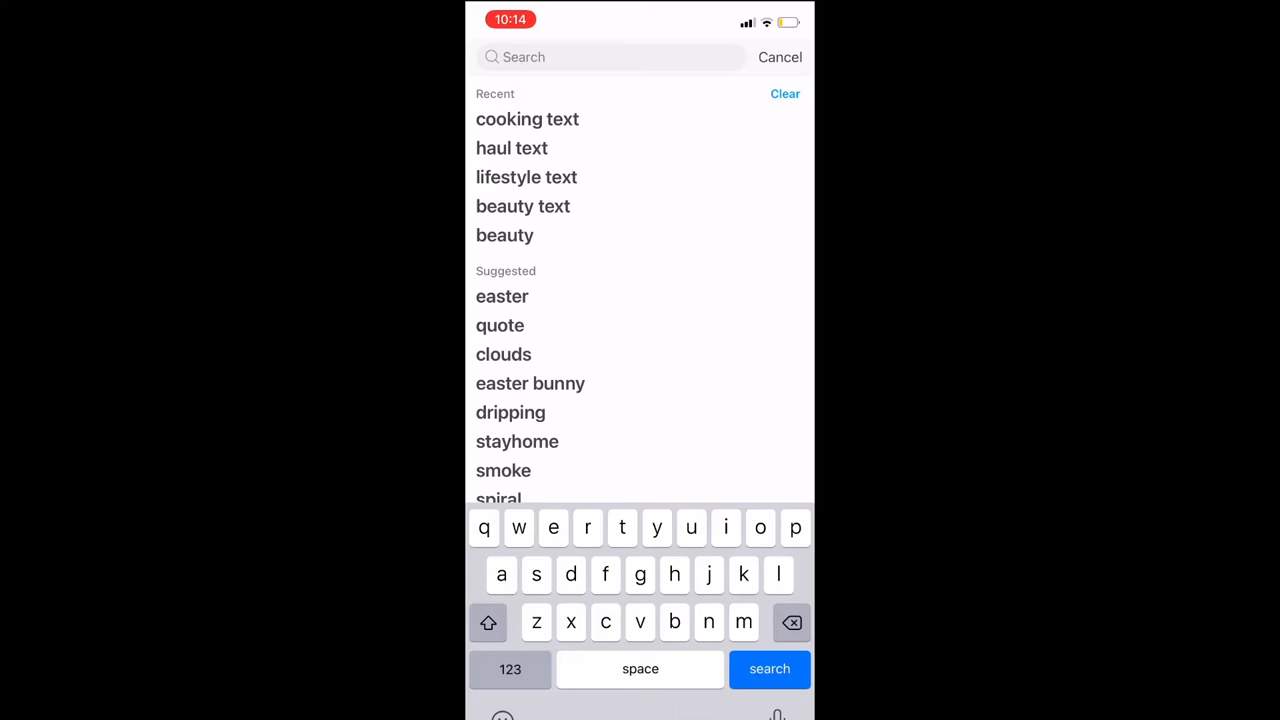 10:14
Search
Cancel
Recent
Clear
cooking text
haul text
lifestyle text
beauty text
beauty
Suggested
easter
quote
clouds
easter bunny
dripping
stayhome
smoke
spiral
q w e r t y u i o p
a s d f g h j k l
z x c v b n m
123 space search